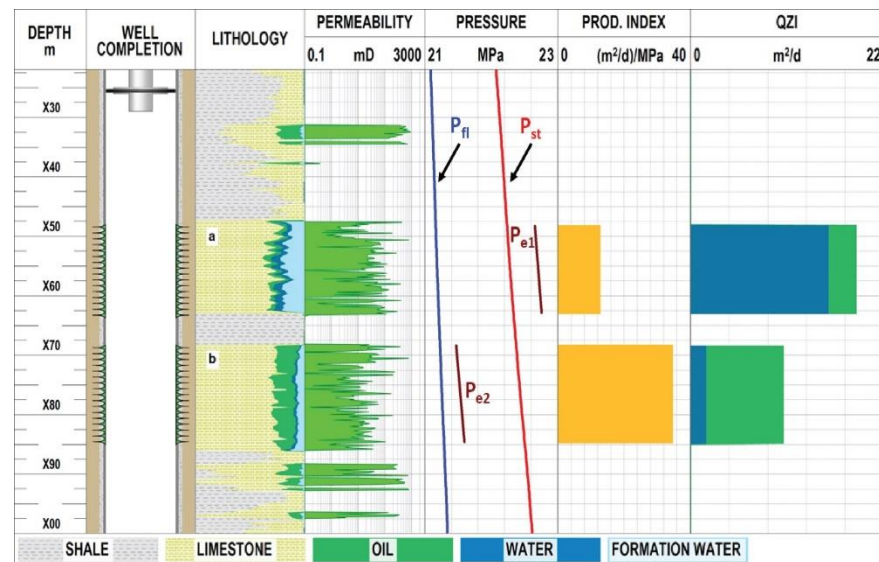 DEPTH
m
WELL
COMPLETION
LITHOLOGY
PERMEABILITY
0.1 mD 3000
PRESSURE
21 MPa 23
PROD. INDEX
0 (m²/d)/MPa 40
QZI
0 m²/d 22
X30
X40
X50
X60
X70
X80
X90
X00
a
b
Pfl
Pst
Pe1
Pe2
SHALE
LIMESTONE
OIL
WATER
FORMATION WATER